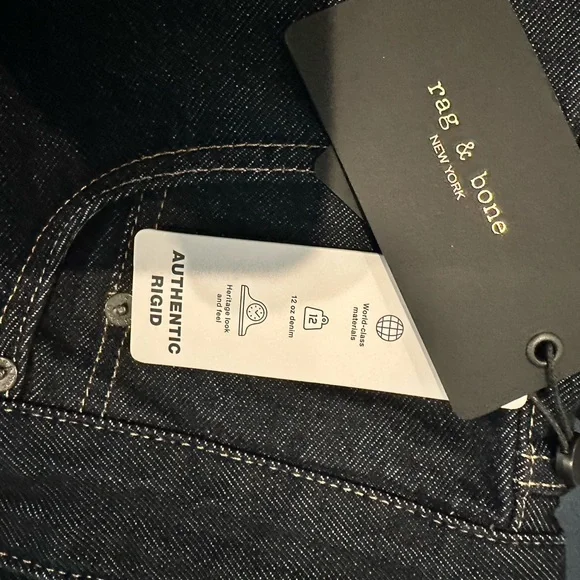 rag & bone
NEW YORK
World-class
materials
12
12 oz denim
Heritage look
and feel
AUTHENTIC
RIGID